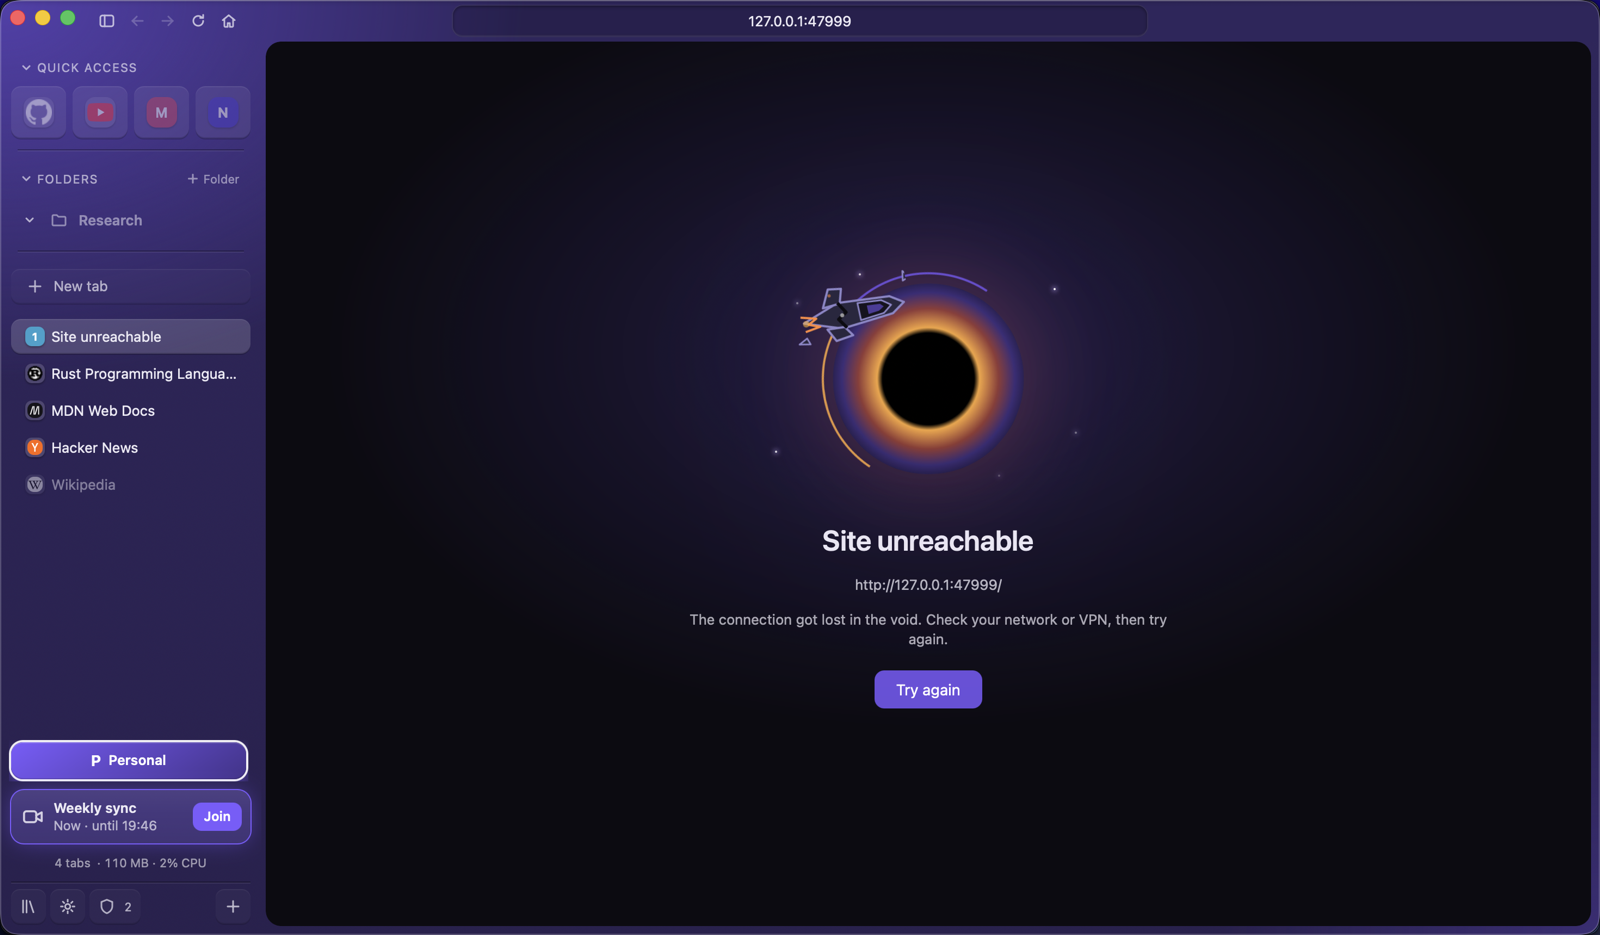 127.0.0.1:47999
QUICK ACCESS
M
N
FOLDERS
+ Folder
Research
+ New tab
1 Site unreachable
Rust Programming Langua...
M MDN Web Docs
Y Hacker News
W Wikipedia
Site unreachable
http://127.0.0.1:47999/
The connection got lost in the void. Check your network or VPN, then try
again.
Try again
P Personal
Weekly sync
Now · until 19:46
Join
4 tabs · 110 MB · 2% CPU
2